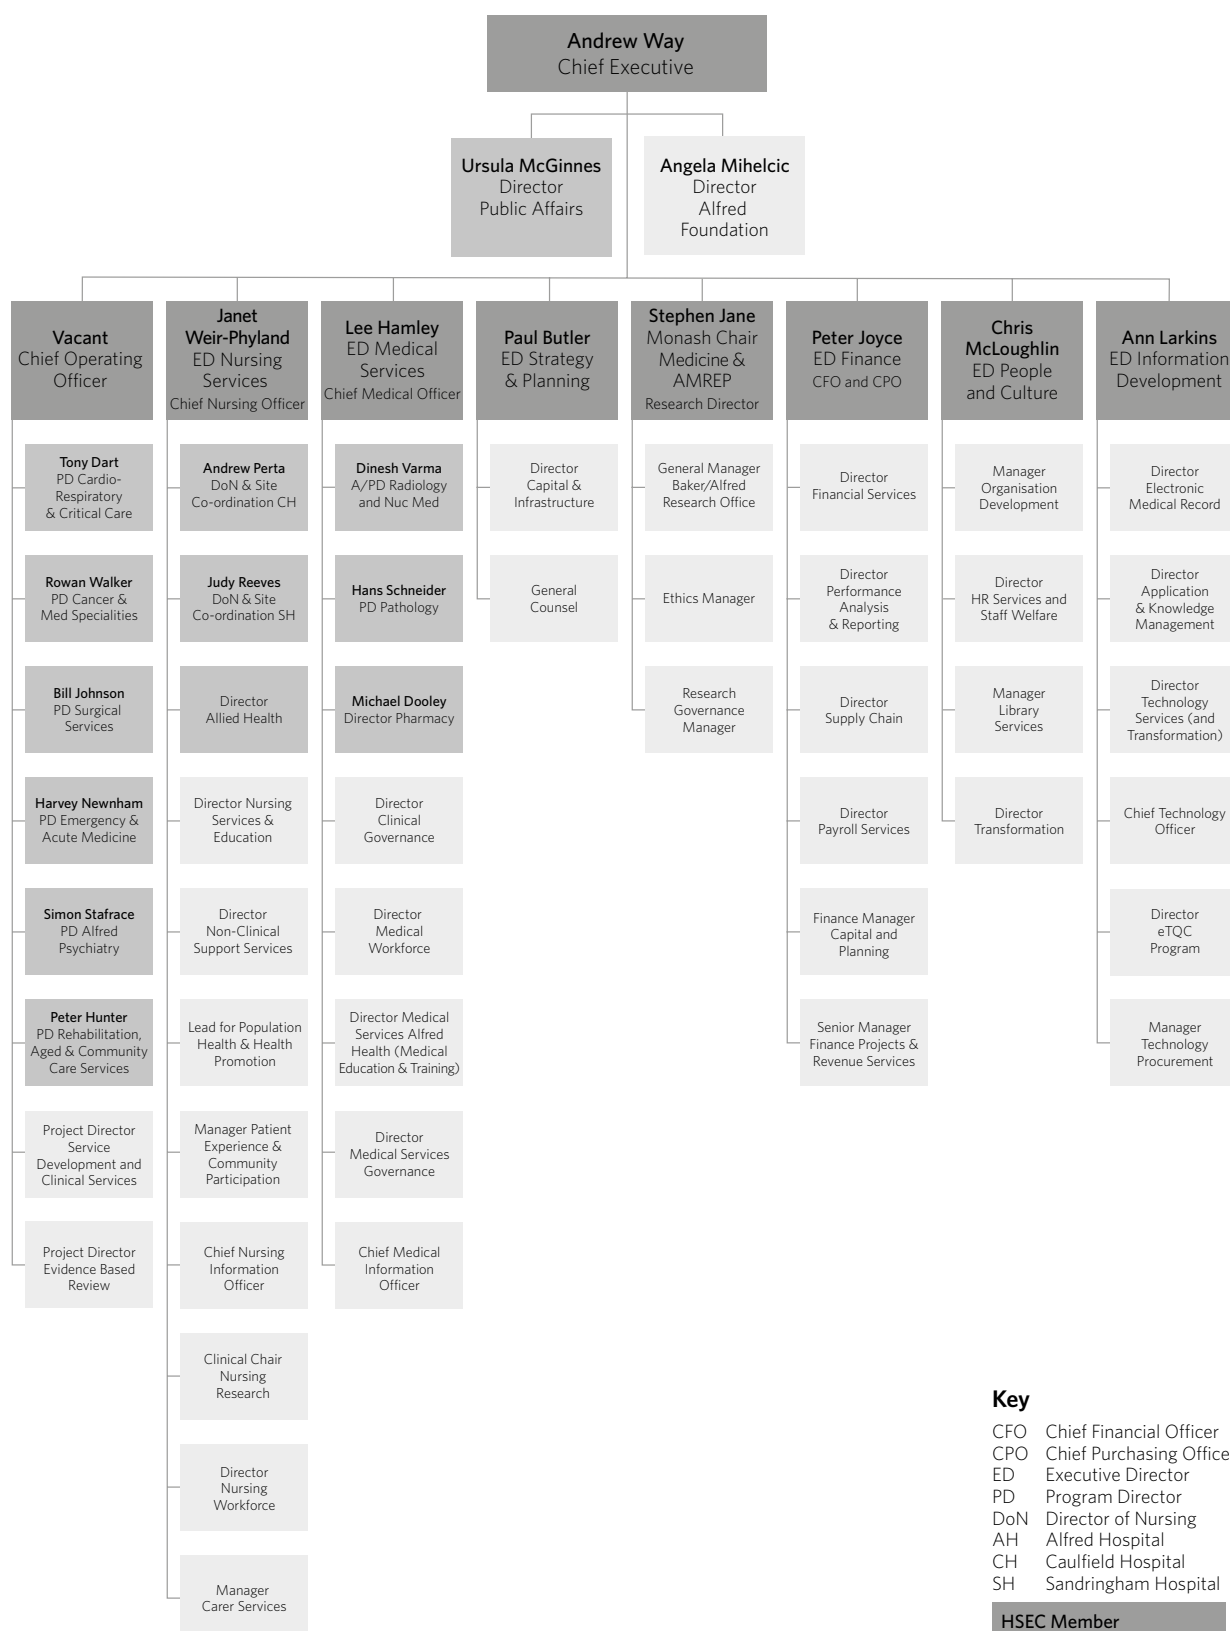 Andrew Way
Chief Executive
Ursula McGinnes
Director
Public Affairs
Angela Mihelcic
Director
Alfred
Foundation
Vacant
Chief Operating
Officer
Janet
Weir-Phyland
ED Nursing
Services
Chief Nursing Officer
Lee Hamley
ED Medical
Services
Chief Medical Officer
Paul Butler
ED Strategy
& Planning
Stephen Jane
Monash Chair
Medicine &
AMREP
Research Director
Peter Joyce
ED Finance
CFO and CPO
Chris
McLoughlin
ED People
and Culture
Ann Larkins
ED Information
Development
Tony Dart
PD Cardio-
Respiratory
& Critical Care
Rowan Walker
PD Cancer &
Med Specialities
Bill Johnson
PD Surgical
Services
Harvey Newnham
PD Emergency &
Acute Medicine
Simon Stafrace
PD Alfred
Psychiatry
Peter Hunter
PD Rehabilitation,
Aged & Community
Care Services
Project Director
Service
Development and
Clinical Services
Project Director
Evidence Based
Review
Andrew Perta
DoN & Site
Co-ordination CH
Judy Reeves
DoN & Site
Co-ordination SH
Director
Allied Health
Director Nursing
Services &
Education
Director
Non-Clinical
Support Services
Lead for Population
Health & Health
Promotion
Manager Patient
Experience &
Community
Participation
Chief Nursing
Information
Officer
Clinical Chair
Nursing
Research
Director
Nursing
Workforce
Manager
Carer Services
Dinesh Varma
A/PD Radiology
and Nuc Med
Hans Schneider
PD Pathology
Michael Dooley
Director Pharmacy
Director
Clinical
Governance
Director
Medical
Workforce
Director Medical
Services Alfred
Health (Medical
Education & Training)
Director
Medical Services
Governance
Chief Medical
Information
Officer
Director
Capital &
Infrastructure
General
Counsel
General Manager
Baker/Alfred
Research Office
Ethics Manager
Research
Governance
Manager
Director
Financial Services
Director
Performance
Analysis
& Reporting
Director
Supply Chain
Director
Payroll Services
Finance Manager
Capital and
Planning
Senior Manager
Finance Projects &
Revenue Services
Manager
Organisation
Development
Director
HR Services and
Staff Welfare
Manager
Library
Services
Director
Transformation
Director
Electronic
Medical Record
Director
Application
& Knowledge
Management
Director
Technology
Services (and
Transformation)
Chief Technology
Officer
Director
eTQC
Program
Manager
Technology
Procurement
Key
CFO Chief Financial Officer
CPO Chief Purchasing Office
ED Executive Director
PD Program Director
DoN Director of Nursing
AH Alfred Hospital
CH Caulfield Hospital
SH Sandringham Hospital
HSEC Member